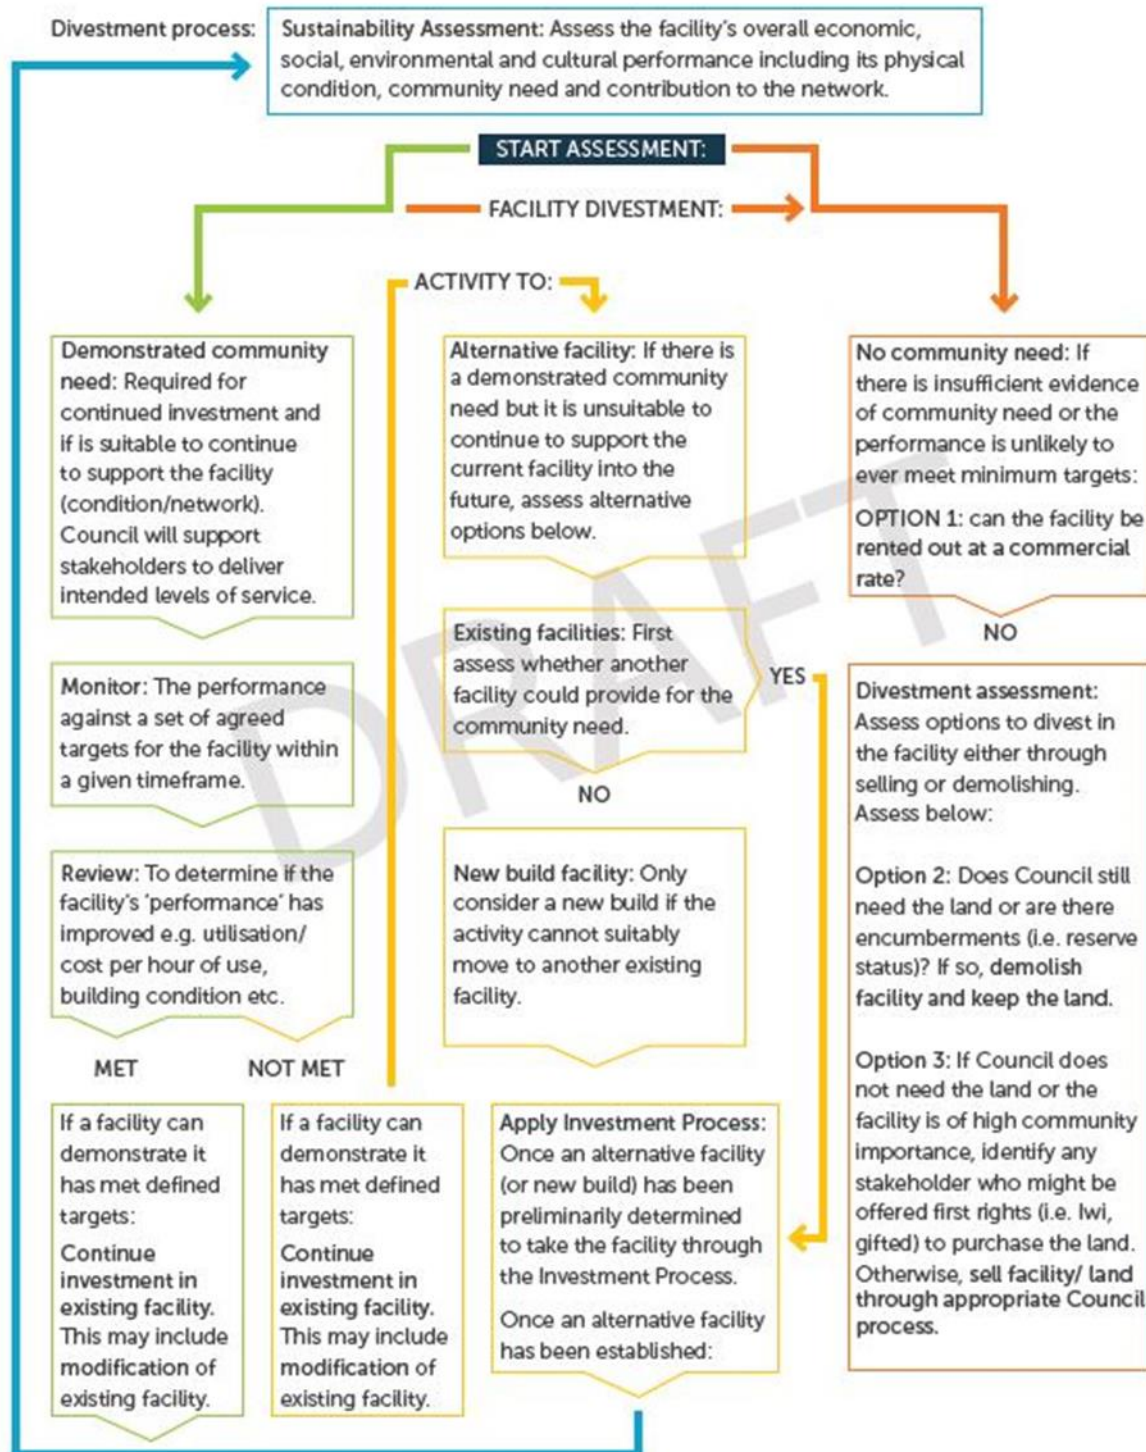 Divestment process:
Sustainability Assessment: Assess the facility's overall economic,
social, environmental and cultural performance including its physical
condition, community need and contribution to the network.
START ASSESSMENT:
FACILITY DIVESTMENT:
ACTIVITY TO:
Demonstrated community
need: Required for
continued investment and
if is suitable to continue
to support the facility
(condition/network).
Council will support
stakeholders to deliver
intended levels of service.
Monitor: The performance
against a set of agreed
targets for the facility within
a given timeframe.
Review: To determine if the
facility's 'performance' has
improved e.g. utilisation/
cost per hour of use,
building condition etc.
MET
NOT MET
If a facility can
demonstrate it
has met defined
targets:
Continue
investment in
existing facility.
This may include
modification of
existing facility.
If a facility can
demonstrate it
has met defined
targets:
Continue
investment in
existing facility.
This may include
modification of
existing facility.
Alternative facility: If there is
a demonstrated community
need but it is unsuitable to
continue to support the
current facility into the
future, assess alternative
options below.
Existing facilities: First
assess whether another
facility could provide for the
community need.
YES
NO
New build facility: Only
consider a new build if the
activity cannot suitably
move to another existing
facility.
Apply Investment Process:
Once an alternative facility
(or new build) has been
preliminarily determined
to take the facility through
the Investment Process.
Once an alternative facility
has been established:
No community need: If
there is insufficient evidence
of community need or the
performance is unlikely to
ever meet minimum targets:
OPTION 1: can the facility be
rented out at a commercial
rate?
NO
Divestment assessment:
Assess options to divest in
the facility either through
selling or demolishing.
Assess below:
Option 2: Does Council still
need the land or are there
encumberments (i.e. reserve
status)? If so, demolish
facility and keep the land.
Option 3: If Council does
not need the land or the
facility is of high community
importance, identify any
stakeholder who might be
offered first rights (i.e. Iwi,
gifted) to purchase the land.
Otherwise, sell facility/ land
through appropriate Council
process.
DRAFT